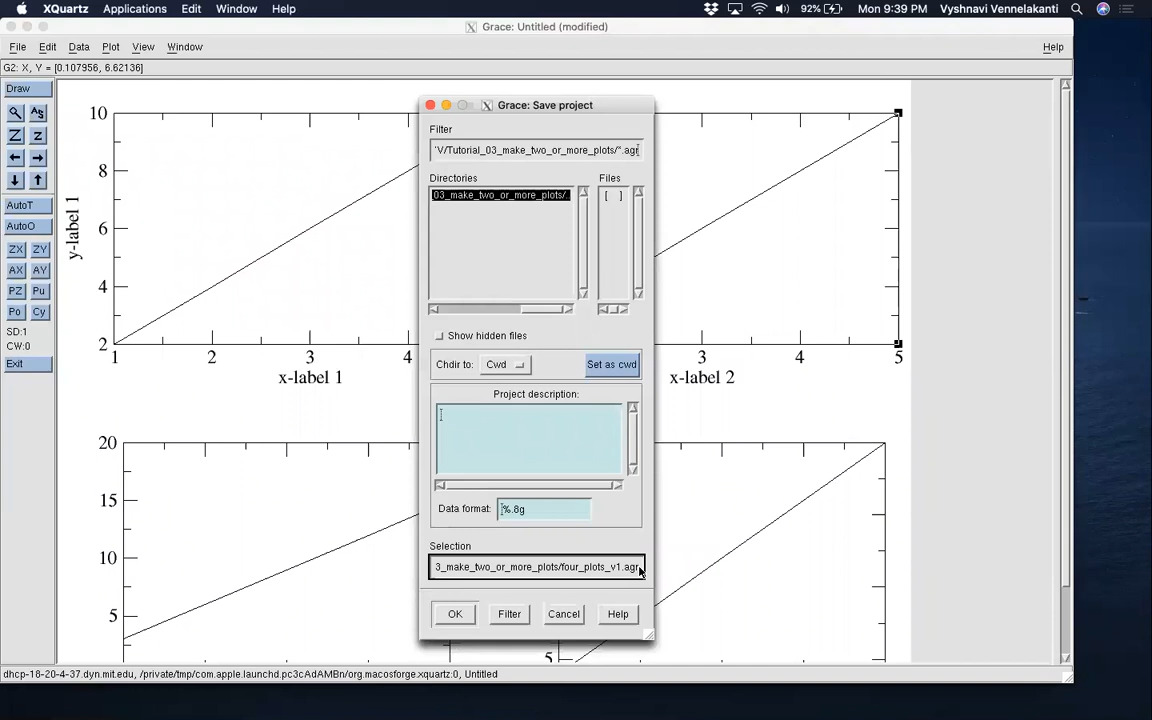 XQuartz Applications Edit Window Help 92% Mon 9:39 PM Vyshnavi Vennelakanti
Grace: Untitled (modified)
File Edit Data Plot View Window Help
G2: X, Y = [0.107956, 6.62136]
Draw
AS
Z z
AutoT
AutoO
ZX ZY
AX AY
PZ Pu
Po Cy
SD:1
CW:0
Exit
10
8
6
4
2
y-label 1
1 2 3 4
x-label 1
3 4 5
x-label 2
20
15
10
5
5
Grace: Save project
Filter
V/Tutorial_03_make_two_or_more_plots/*.agr
Directories Files
03_make_two_or_more_plots/. [ ]
Show hidden files
Chdir to: Cwd Set as cwd
Project description:
Data format: %.8g
Selection
3_make_two_or_more_plots/four_plots_v1.agr
OK Filter Cancel Help
dhcp-18-20-4-37.dyn.mit.edu, /private/tmp/com.apple.launchd.pc3cAdAMBn/org.macosforge.xquartz:0, Untitled